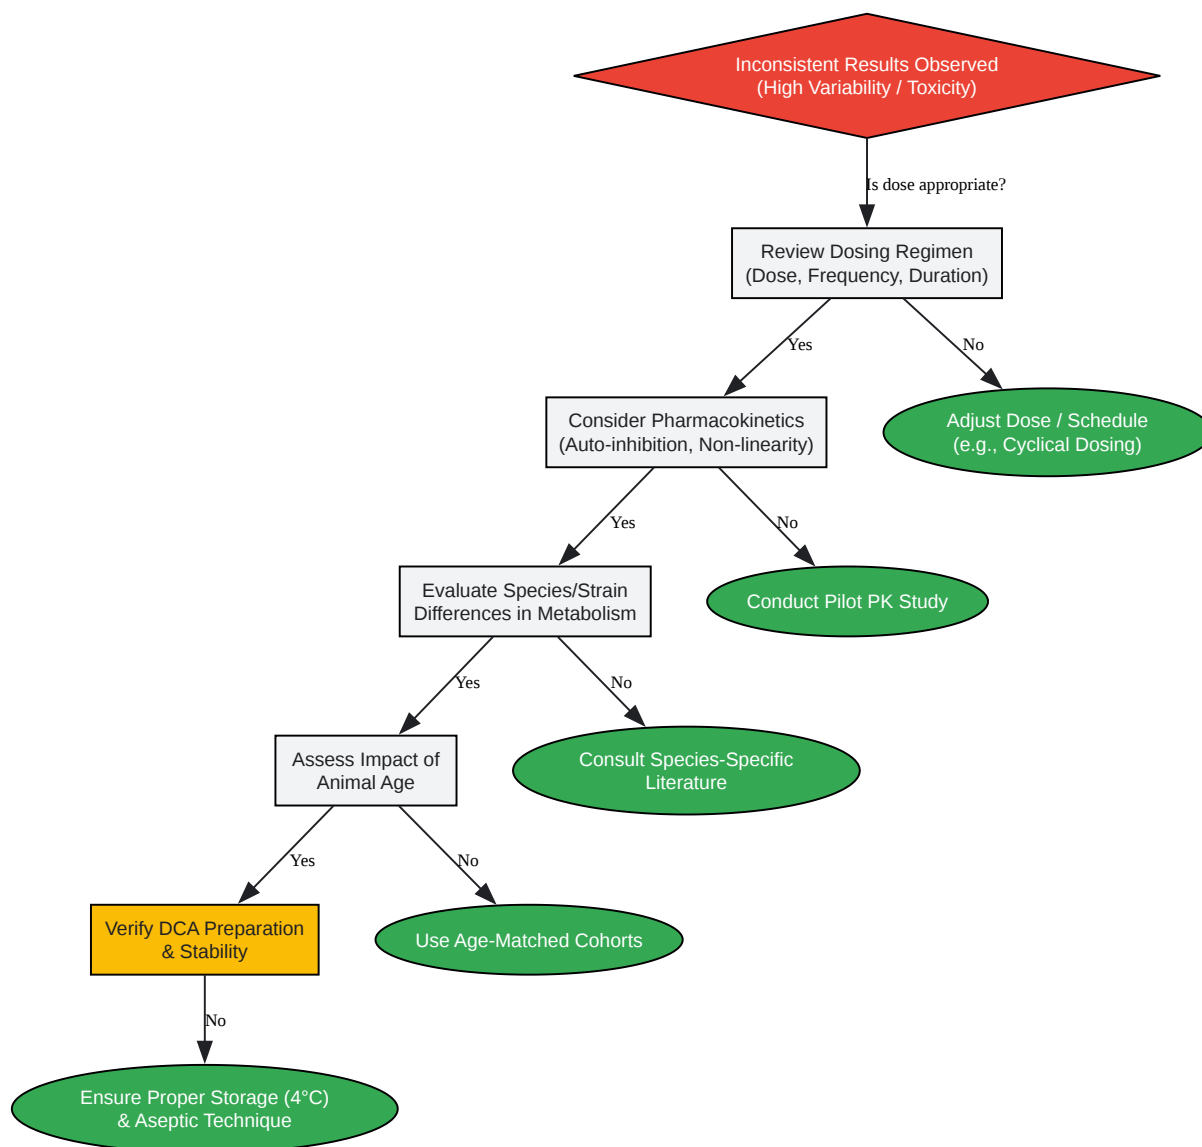 Inconsistent Results Observed
(High Variability / Toxicity)
Is dose appropriate?
Review Dosing Regimen
(Dose, Frequency, Duration)
Yes
No
Consider Pharmacokinetics
(Auto-inhibition, Non-linearity)
Adjust Dose / Schedule
(e.g., Cyclical Dosing)
Yes
No
Evaluate Species/Strain
Differences in Metabolism
Conduct Pilot PK Study
Yes
No
Assess Impact of
Animal Age
Consult Species-Specific
Literature
Yes
No
Verify DCA Preparation
& Stability
Use Age-Matched Cohorts
No
Ensure Proper Storage (4°C)
& Aseptic Technique